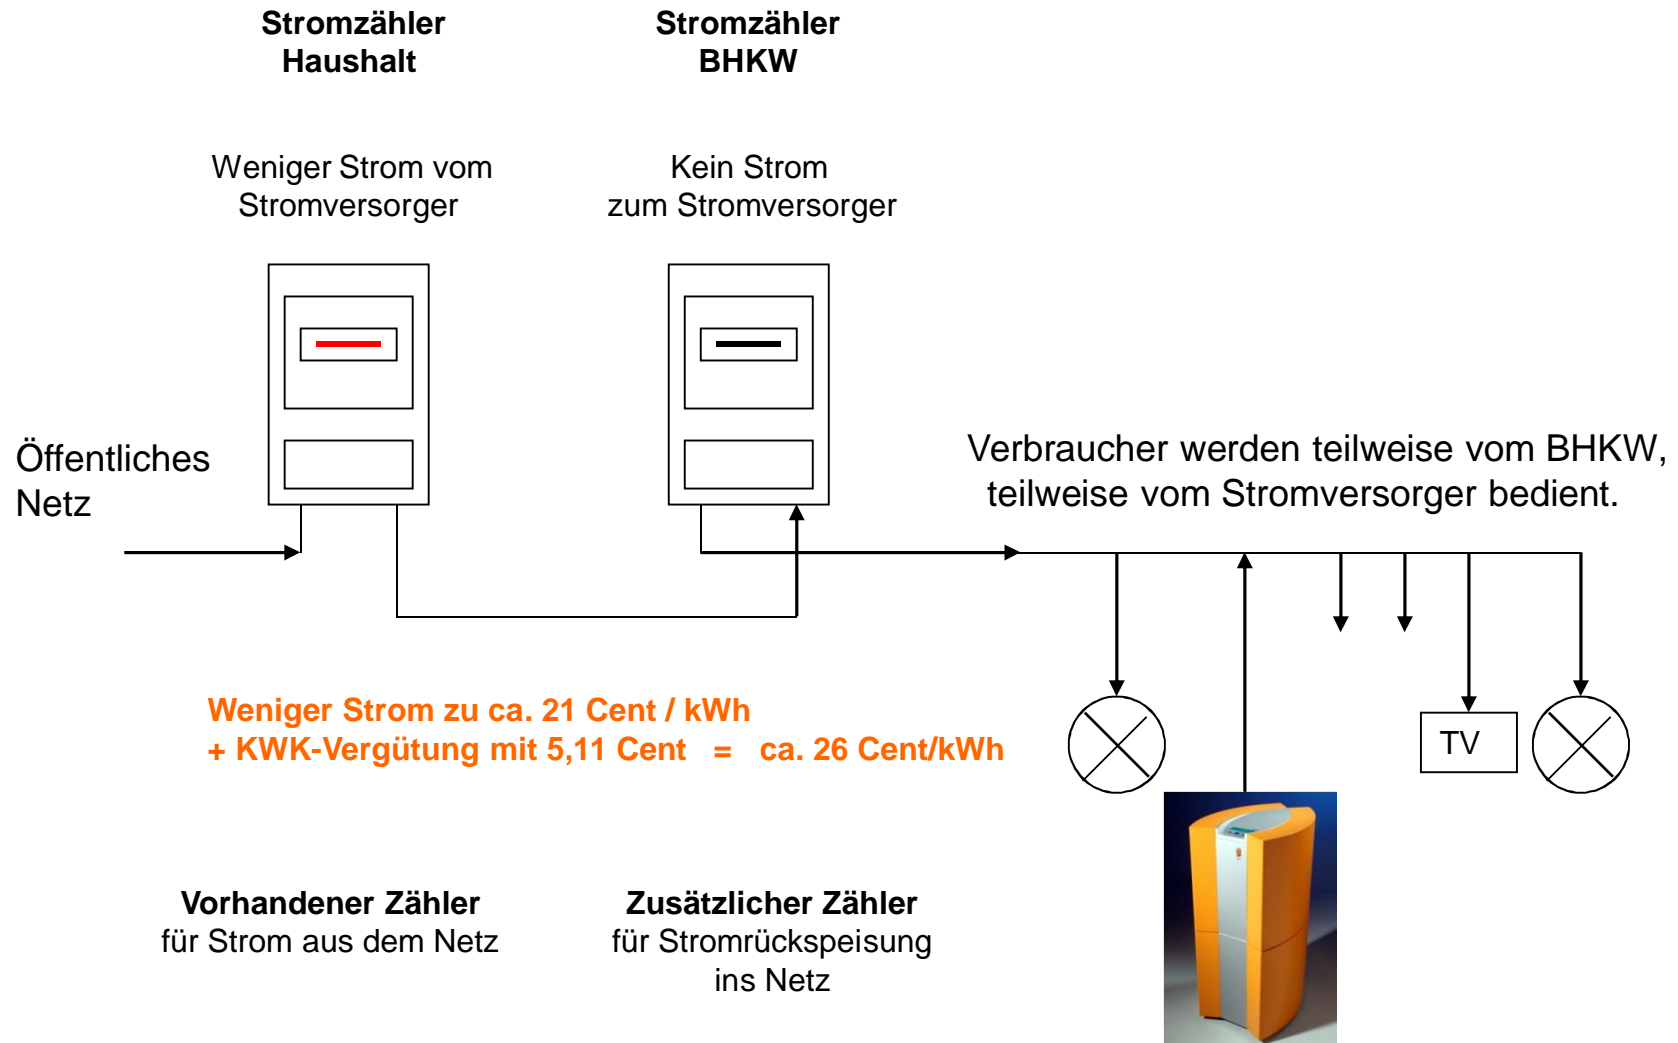 Stromzähler
Haushalt
Stromzähler
BHKW
Weniger Strom vom
Stromversorger
Kein Strom
zum Stromversorger
Öffentliches
Netz
Verbraucher werden teilweise vom BHKW,
teilweise vom Stromversorger bedient.
Weniger Strom zu ca. 21 Cent / kWh
+ KWK-Vergütung mit 5,11 Cent = ca. 26 Cent/kWh
TV
Vorhandener Zähler
für Strom aus dem Netz
Zusätzlicher Zähler
für Stromrückspeisung
ins Netz